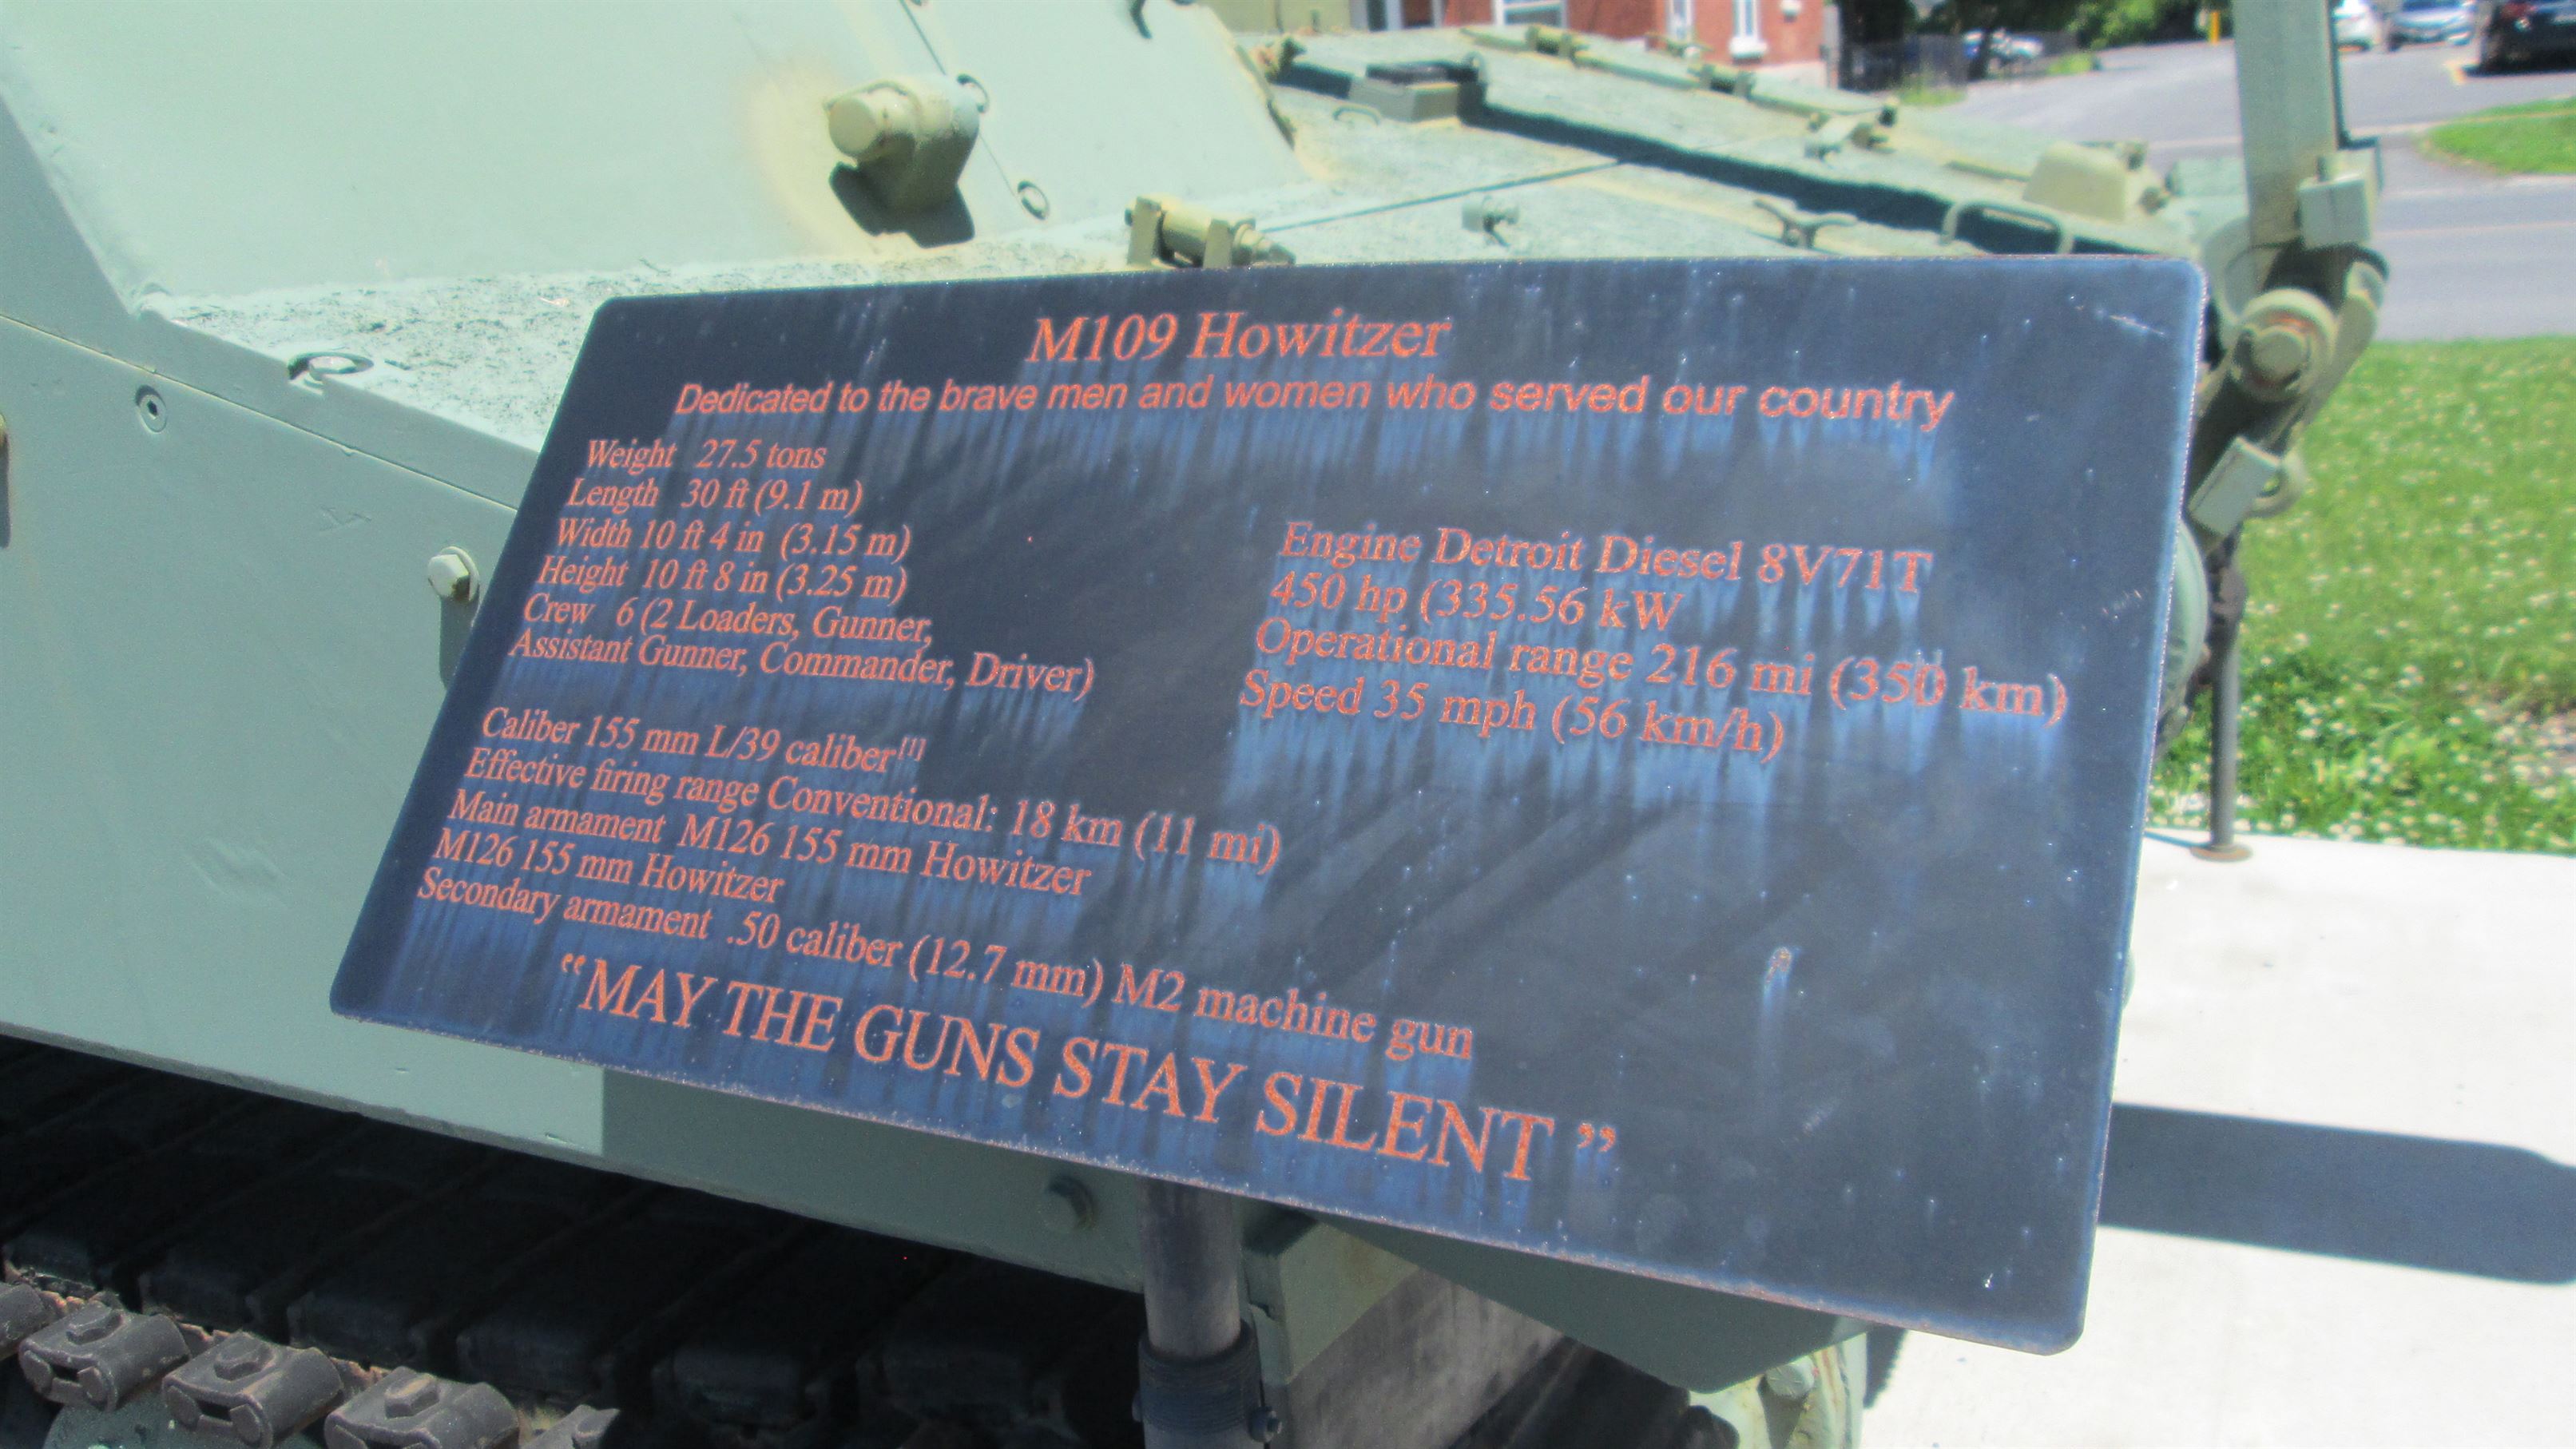 M109 Howitzer
Dedicated to the brave men and women who served our country
Weight 27.5 tons
Length 30 ft (9.1 m)
Width 10 ft 4 in (3.15 m)
Height 10 ft 8 in (3.25 m)
Crew 6 (2 Loaders, Gunner,
Assistant Gunner, Commander, Driver)
Caliber 155 mm L/39 caliber[1]
Effective firing range Conventional: 18 km (11 mi)
Main armament M126 155 mm Howitzer
M126 155 mm Howitzer
Secondary armament .50 caliber (12.7 mm) M2 machine gun
Engine Detroit Diesel 8V71T
450 hp (335.56 kW
Operational range 216 mi (350 km)
Speed 35 mph (56 km/h)
“MAY THE GUNS STAY SILENT ”